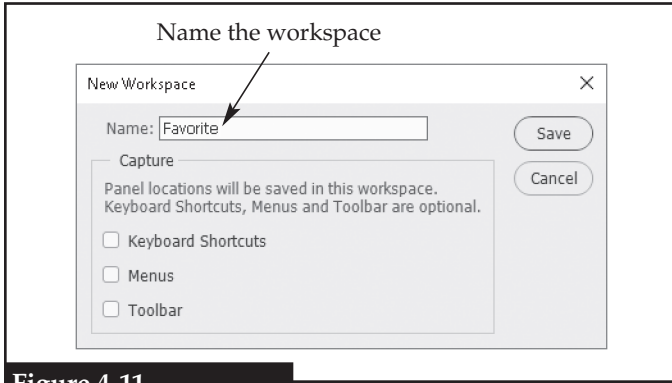 Name the workspace
New Workspace
Name: Favorite
Save
Capture
Cancel
Panel locations will be saved in this workspace.
Keyboard Shortcuts, Menus and Toolbar are optional.
Keyboard Shortcuts
Menus
Toolbar
Figure 4-11